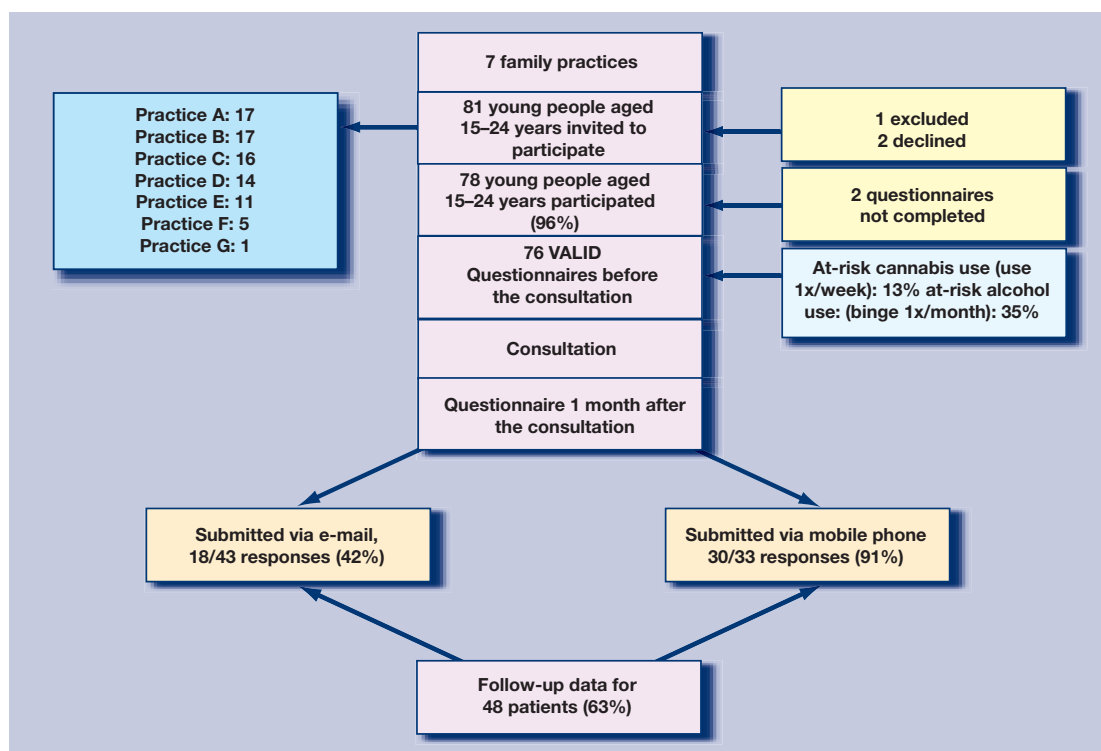 7 family practices
81 young people aged
15–24 years invited to
participate
Practice A: 17
Practice B: 17
Practice C: 16
Practice D: 14
Practice E: 11
Practice F: 5
Practice G: 1
1 excluded
2 declined
78 young people aged
15–24 years participated
(96%)
2 questionnaires
not completed
76 VALID
Questionnaires before
the consultation
At-risk cannabis use (use
1x/week): 13% at-risk alcohol
use: (binge 1x/month): 35%
Consultation
Questionnaire 1 month after
the consultation
Submitted via e-mail,
18/43 responses (42%)
Submitted via mobile phone
30/33 responses (91%)
Follow-up data for
48 patients (63%)